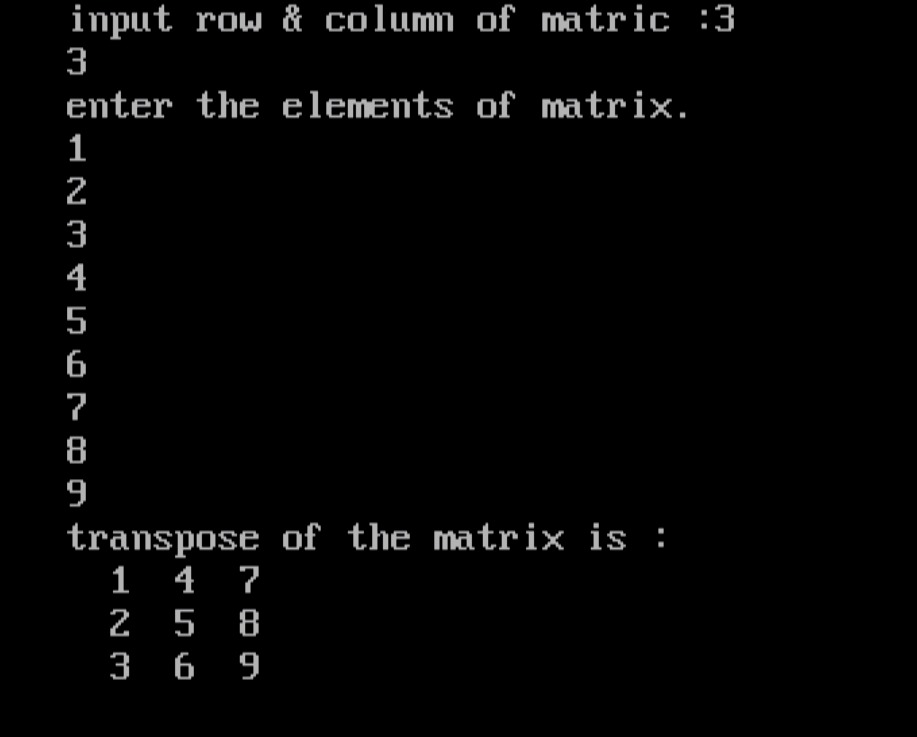 input row & column of matric :3
3
enter the elements of matrix.
1
2
3
4
5
6
7
8
9
transpose of the matrix is :
1 4 7
2 5 8
3 6 9